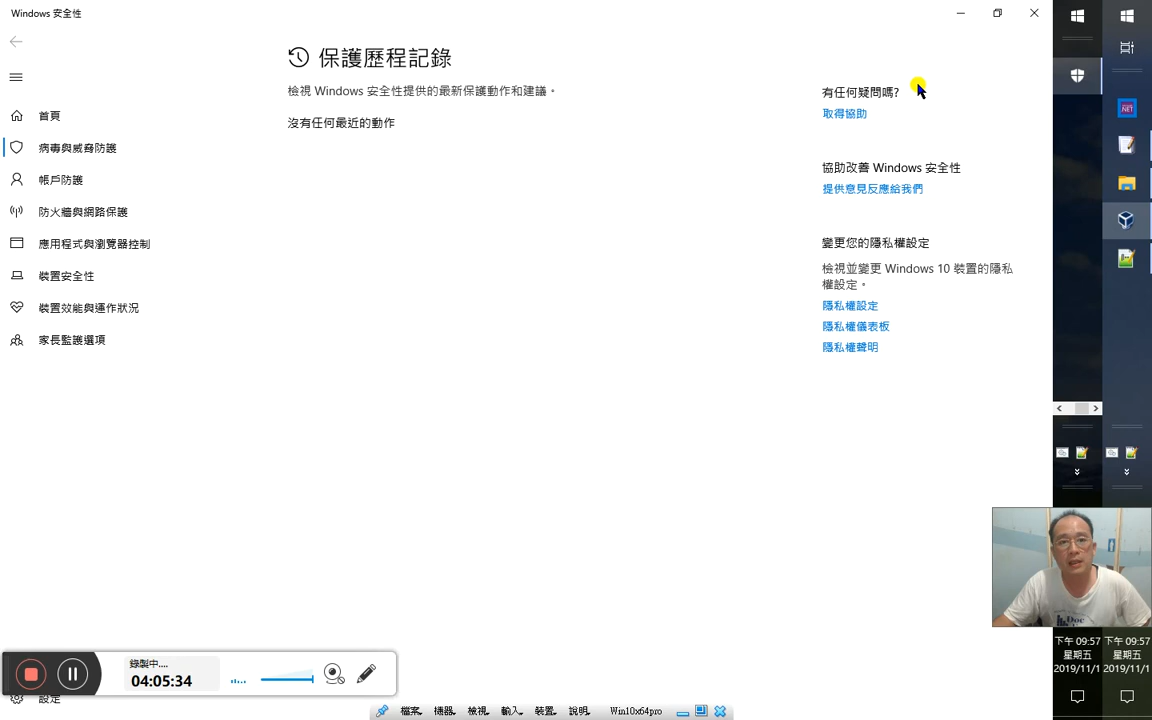 Windows 安全性
保護歷程記錄
檢視 Windows 安全性提供的最新保護動作和建議。
沒有任何最近的動作
首頁
病毒與威脅防護
帳戶防護
防火牆與網路保護
應用程式與瀏覽器控制
裝置安全性
裝置效能與運作狀況
家長監護選項
設定
有任何疑問嗎?
取得協助
協助改善 Windows 安全性
提供意見反應給我們
變更您的隱私權設定
檢視並變更 Windows 10 裝置的隱私
權設定。
隱私權設定
隱私權儀表板
隱私權聲明
.NET
錄製中....
04:05:34
檔案 機器 檢視 輸入 裝置 說明 Win10x64pro
下午 09:57 下午 09:57
星期五 星期五
2019/11/1 2019/11/1